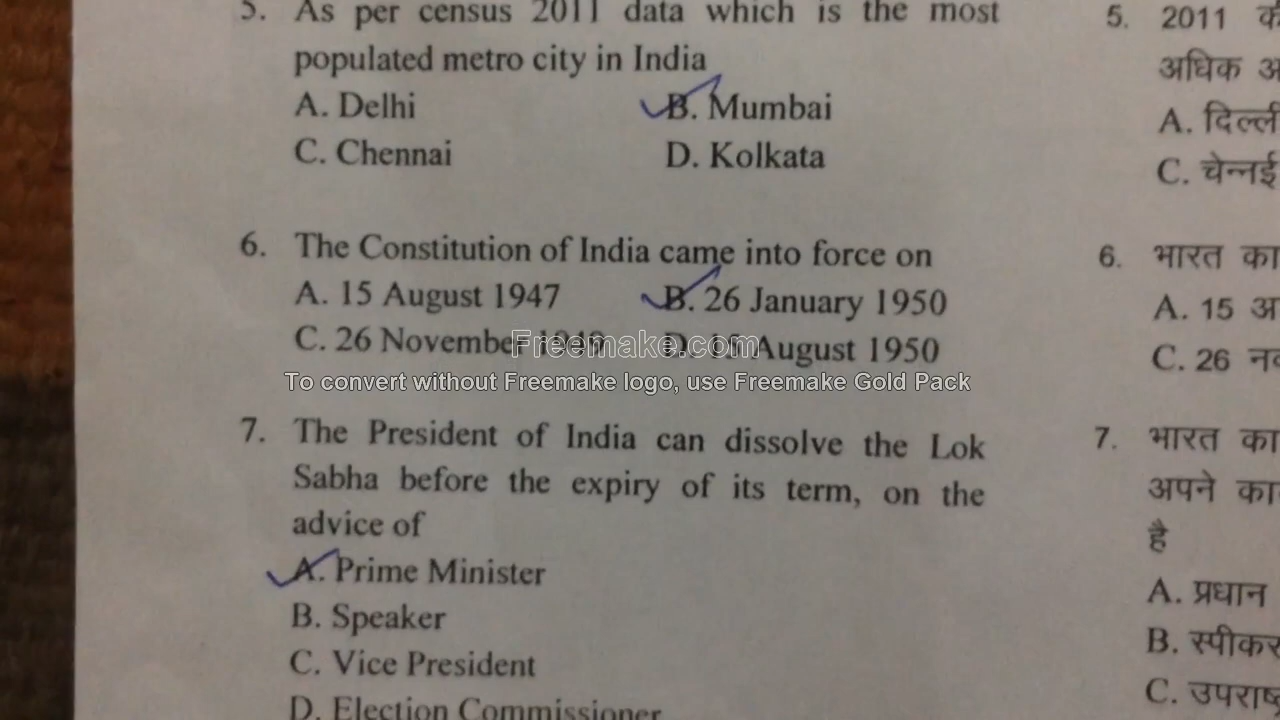 5. As per census 2011 data which is the most
populated metro city in India
A. Delhi B. Mumbai
C. Chennai D. Kolkata
6. The Constitution of India came into force on
A. 15 August 1947 B. 26 January 1950
C. 26 November 1949 D. 15 August 1950
Freemake.com
To convert without Freemake logo, use Freemake Gold Pack
7. The President of India can dissolve the Lok
Sabha before the expiry of its term, on the
advice of
A. Prime Minister
B. Speaker
C. Vice President
D. Election Commissioner
5. 2011
अधिक
A.
C. चेन्नई
6. भारत का
A. 15
C. 26
7. भारत का
अपने
है
A. प्रधान
B. स्पीकर
C.